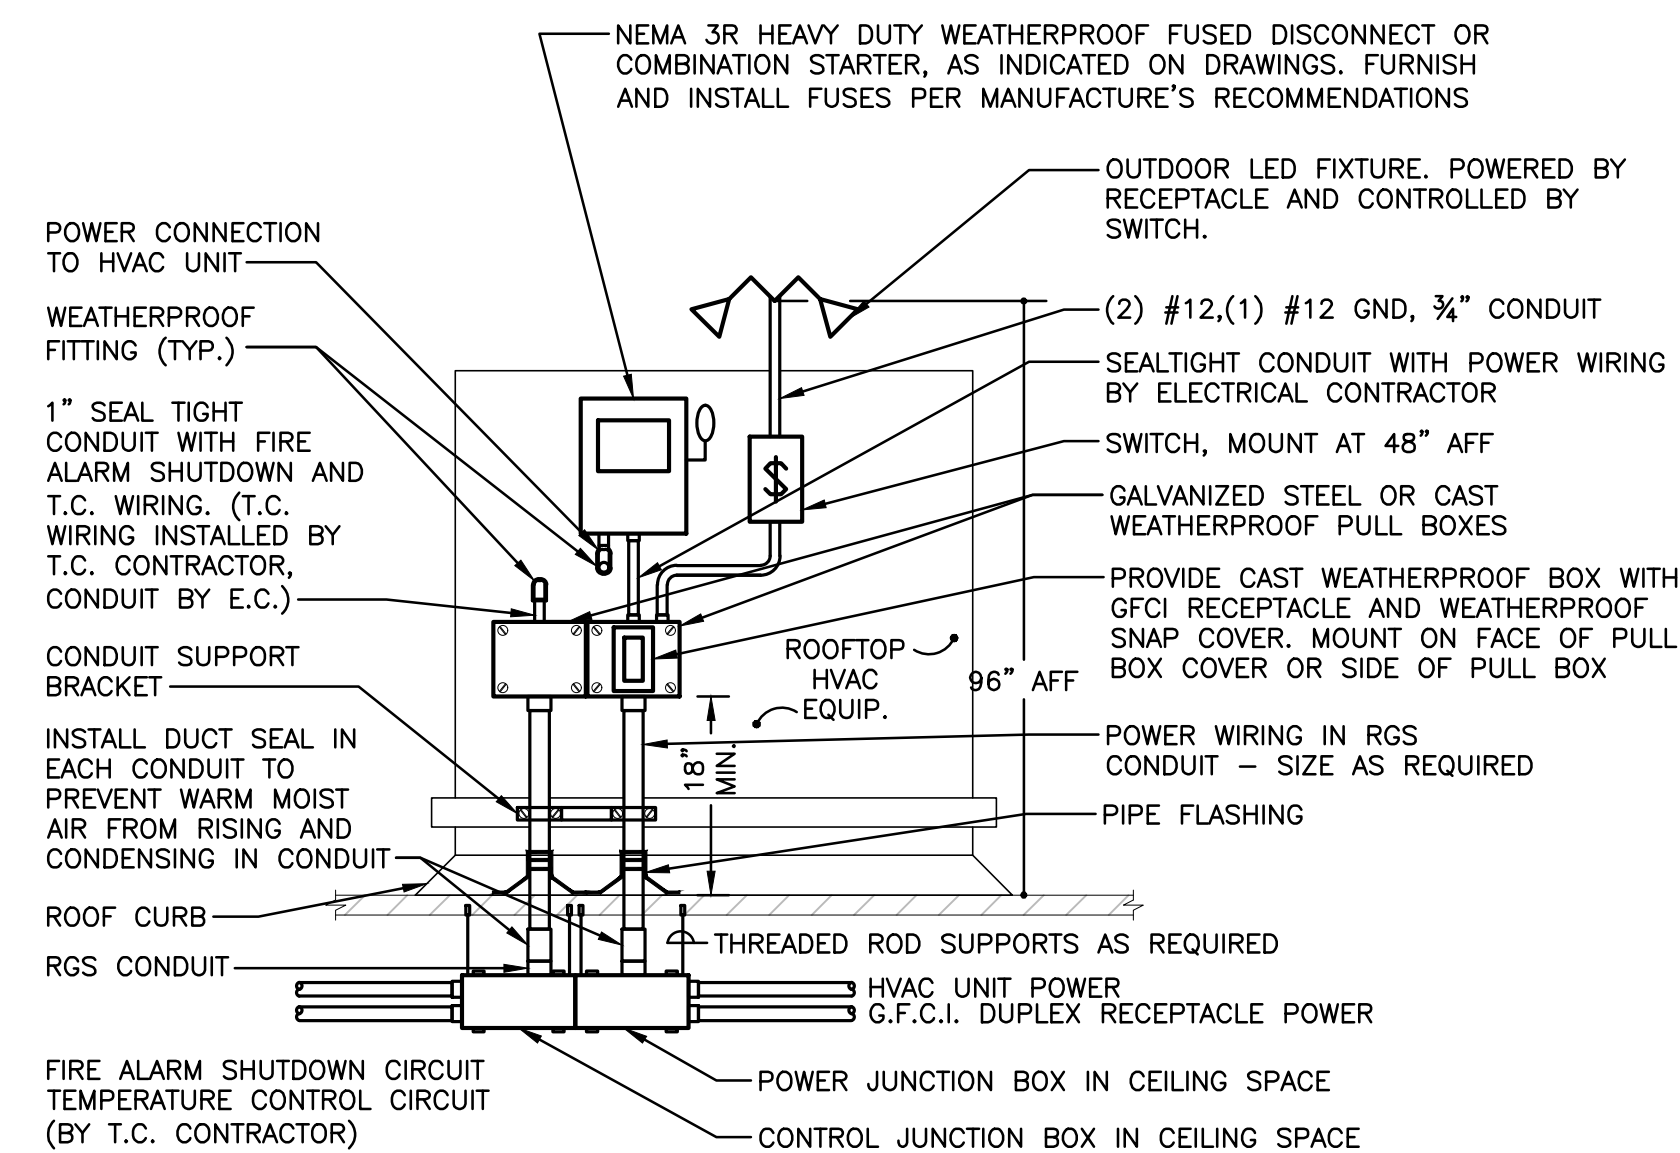 NEMA 3R HEAVY DUTY WEATHERPROOF FUSED DISCONNECT OR
COMBINATION STARTER, AS INDICATED ON DRAWINGS. FURNISH
AND INSTALL FUSES PER MANUFACTURE'S RECOMMENDATIONS
OUTDOOR LED FIXTURE. POWERED BY
RECEPTACLE AND CONTROLLED BY
SWITCH.
POWER CONNECTION
TO HVAC UNIT
WEATHERPROOF
FITTING (TYP.)
1" SEAL TIGHT
CONDUIT WITH FIRE
ALARM SHUTDOWN AND
T.C. WIRING. (T.C.
WIRING INSTALLED BY
T.C. CONTRACTOR,
CONDUIT BY E.C.)
CONDUIT SUPPORT
BRACKET
INSTALL DUCT SEAL IN
EACH CONDUIT TO
PREVENT WARM MOIST
AIR FROM RISING AND
CONDENSING IN CONDUIT
ROOF CURB
RGS CONDUIT
(2) #12,(1) #12 GND, ¾" CONDUIT
SEALTIGHT CONDUIT WITH POWER WIRING
BY ELECTRICAL CONTRACTOR
SWITCH, MOUNT AT 48" AFF
GALVANIZED STEEL OR CAST
WEATHERPROOF PULL BOXES
PROVIDE CAST WEATHERPROOF BOX WITH
GFCI RECEPTACLE AND WEATHERPROOF
SNAP COVER. MOUNT ON FACE OF PULL
BOX COVER OR SIDE OF PULL BOX
$
ROOFTOP
HVAC
EQUIP.
96" AFF
18"
MIN.
POWER WIRING IN RGS
CONDUIT – SIZE AS REQUIRED
PIPE FLASHING
THREADED ROD SUPPORTS AS REQUIRED
HVAC UNIT POWER
G.F.C.I. DUPLEX RECEPTACLE POWER
FIRE ALARM SHUTDOWN CIRCUIT
TEMPERATURE CONTROL CIRCUIT
(BY T.C. CONTRACTOR)
POWER JUNCTION BOX IN CEILING SPACE
CONTROL JUNCTION BOX IN CEILING SPACE